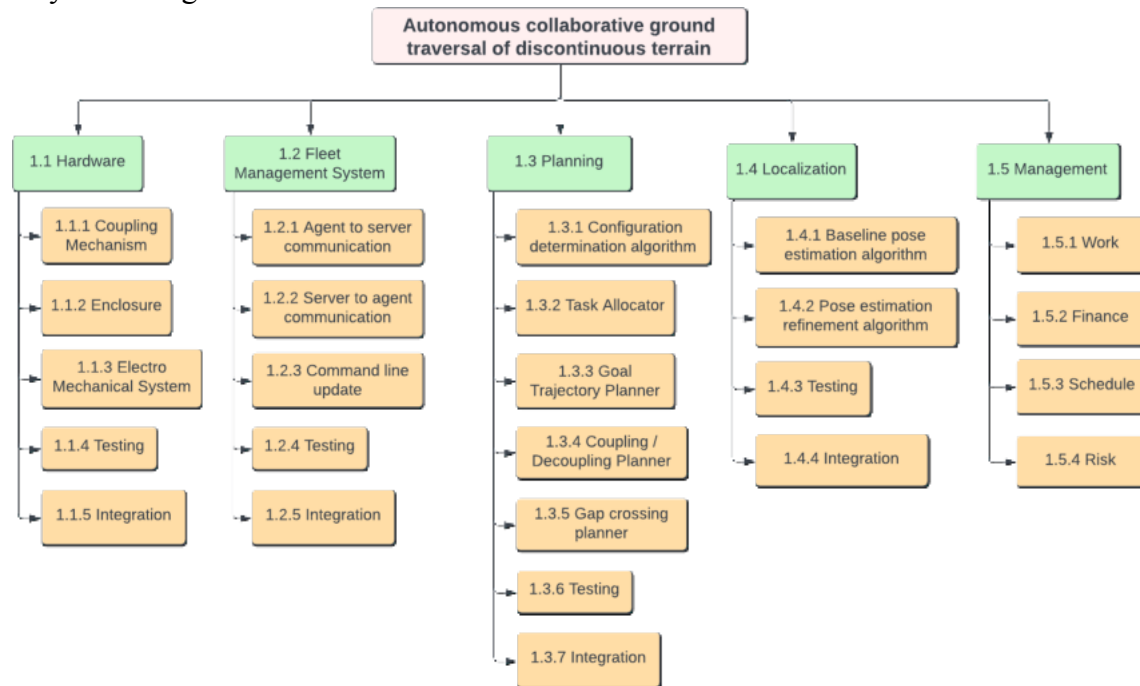 Autonomous collaborative ground
traversal of discontinuous terrain
1.1 Hardware
1.1.1 Coupling
Mechanism
1.1.2 Enclosure
1.1.3 Electro
Mechanical System
1.1.4 Testing
1.1.5 Integration
1.2 Fleet
Management System
1.2.1 Agent to server
communication
1.2.2 Server to agent
communication
1.2.3 Command line
update
1.2.4 Testing
1.2.5 Integration
1.3 Planning
1.3.1 Configuration
determination algorithm
1.3.2 Task Allocator
1.3.3 Goal
Trajectory Planner
1.3.4 Coupling /
Decoupling Planner
1.3.5 Gap crossing
planner
1.3.6 Testing
1.3.7 Integration
1.4 Localization
1.4.1 Baseline pose
estimation algorithm
1.4.2 Pose estimation
refinement algorithm
1.4.3 Testing
1.4.4 Integration
1.5 Management
1.5.1 Work
1.5.2 Finance
1.5.3 Schedule
1.5.4 Risk